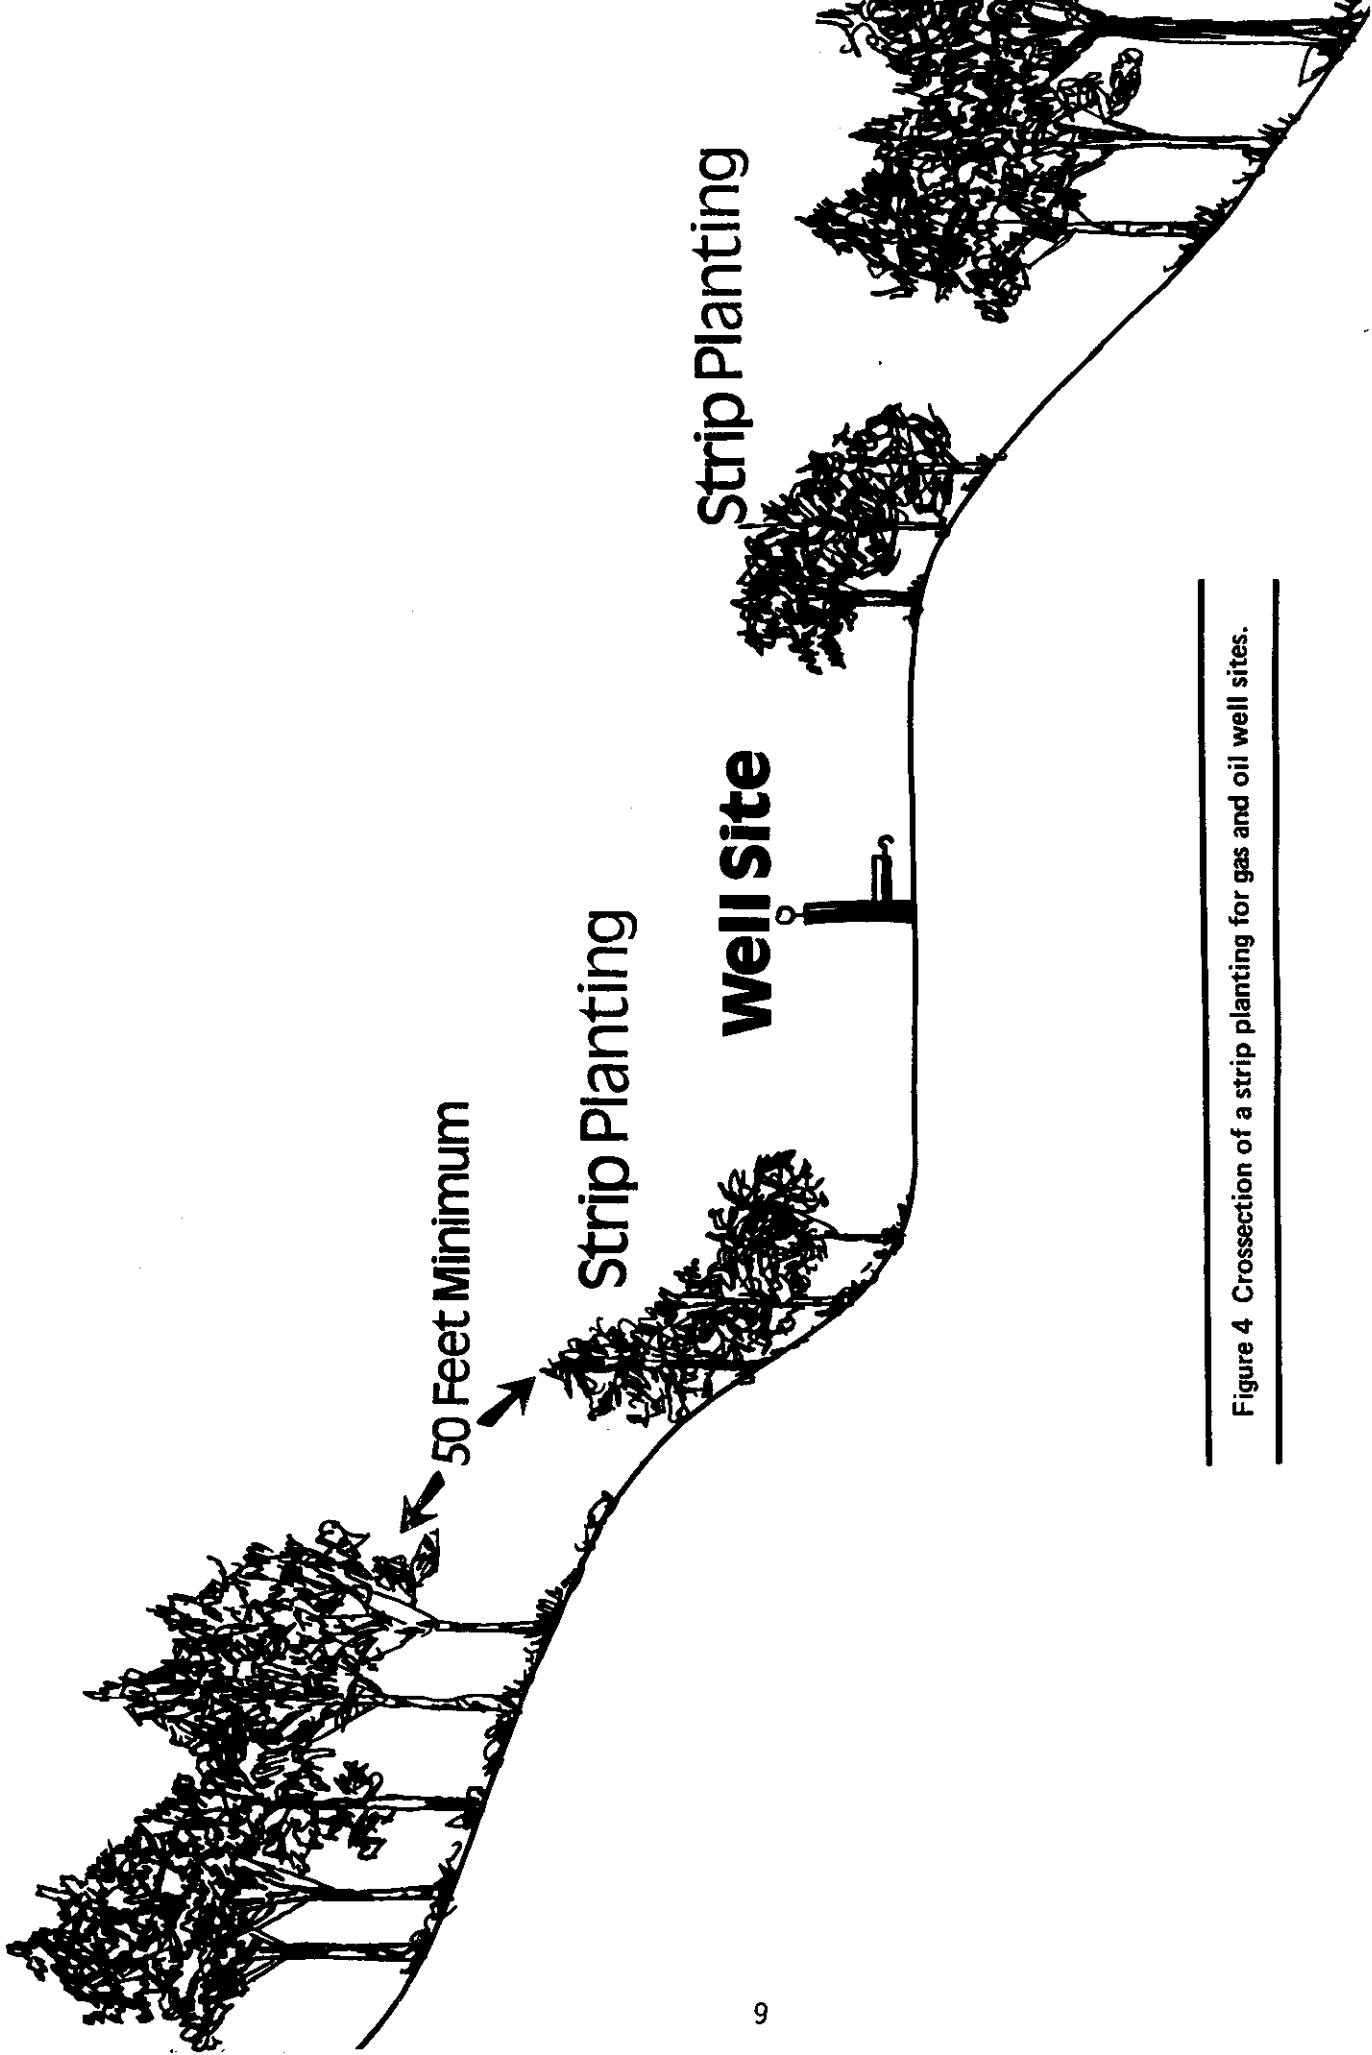 50 Feet Minimum
Strip Planting
well site
Strip Planting
Figure 4 Crossection of a strip planting for gas and oil well sites.
9